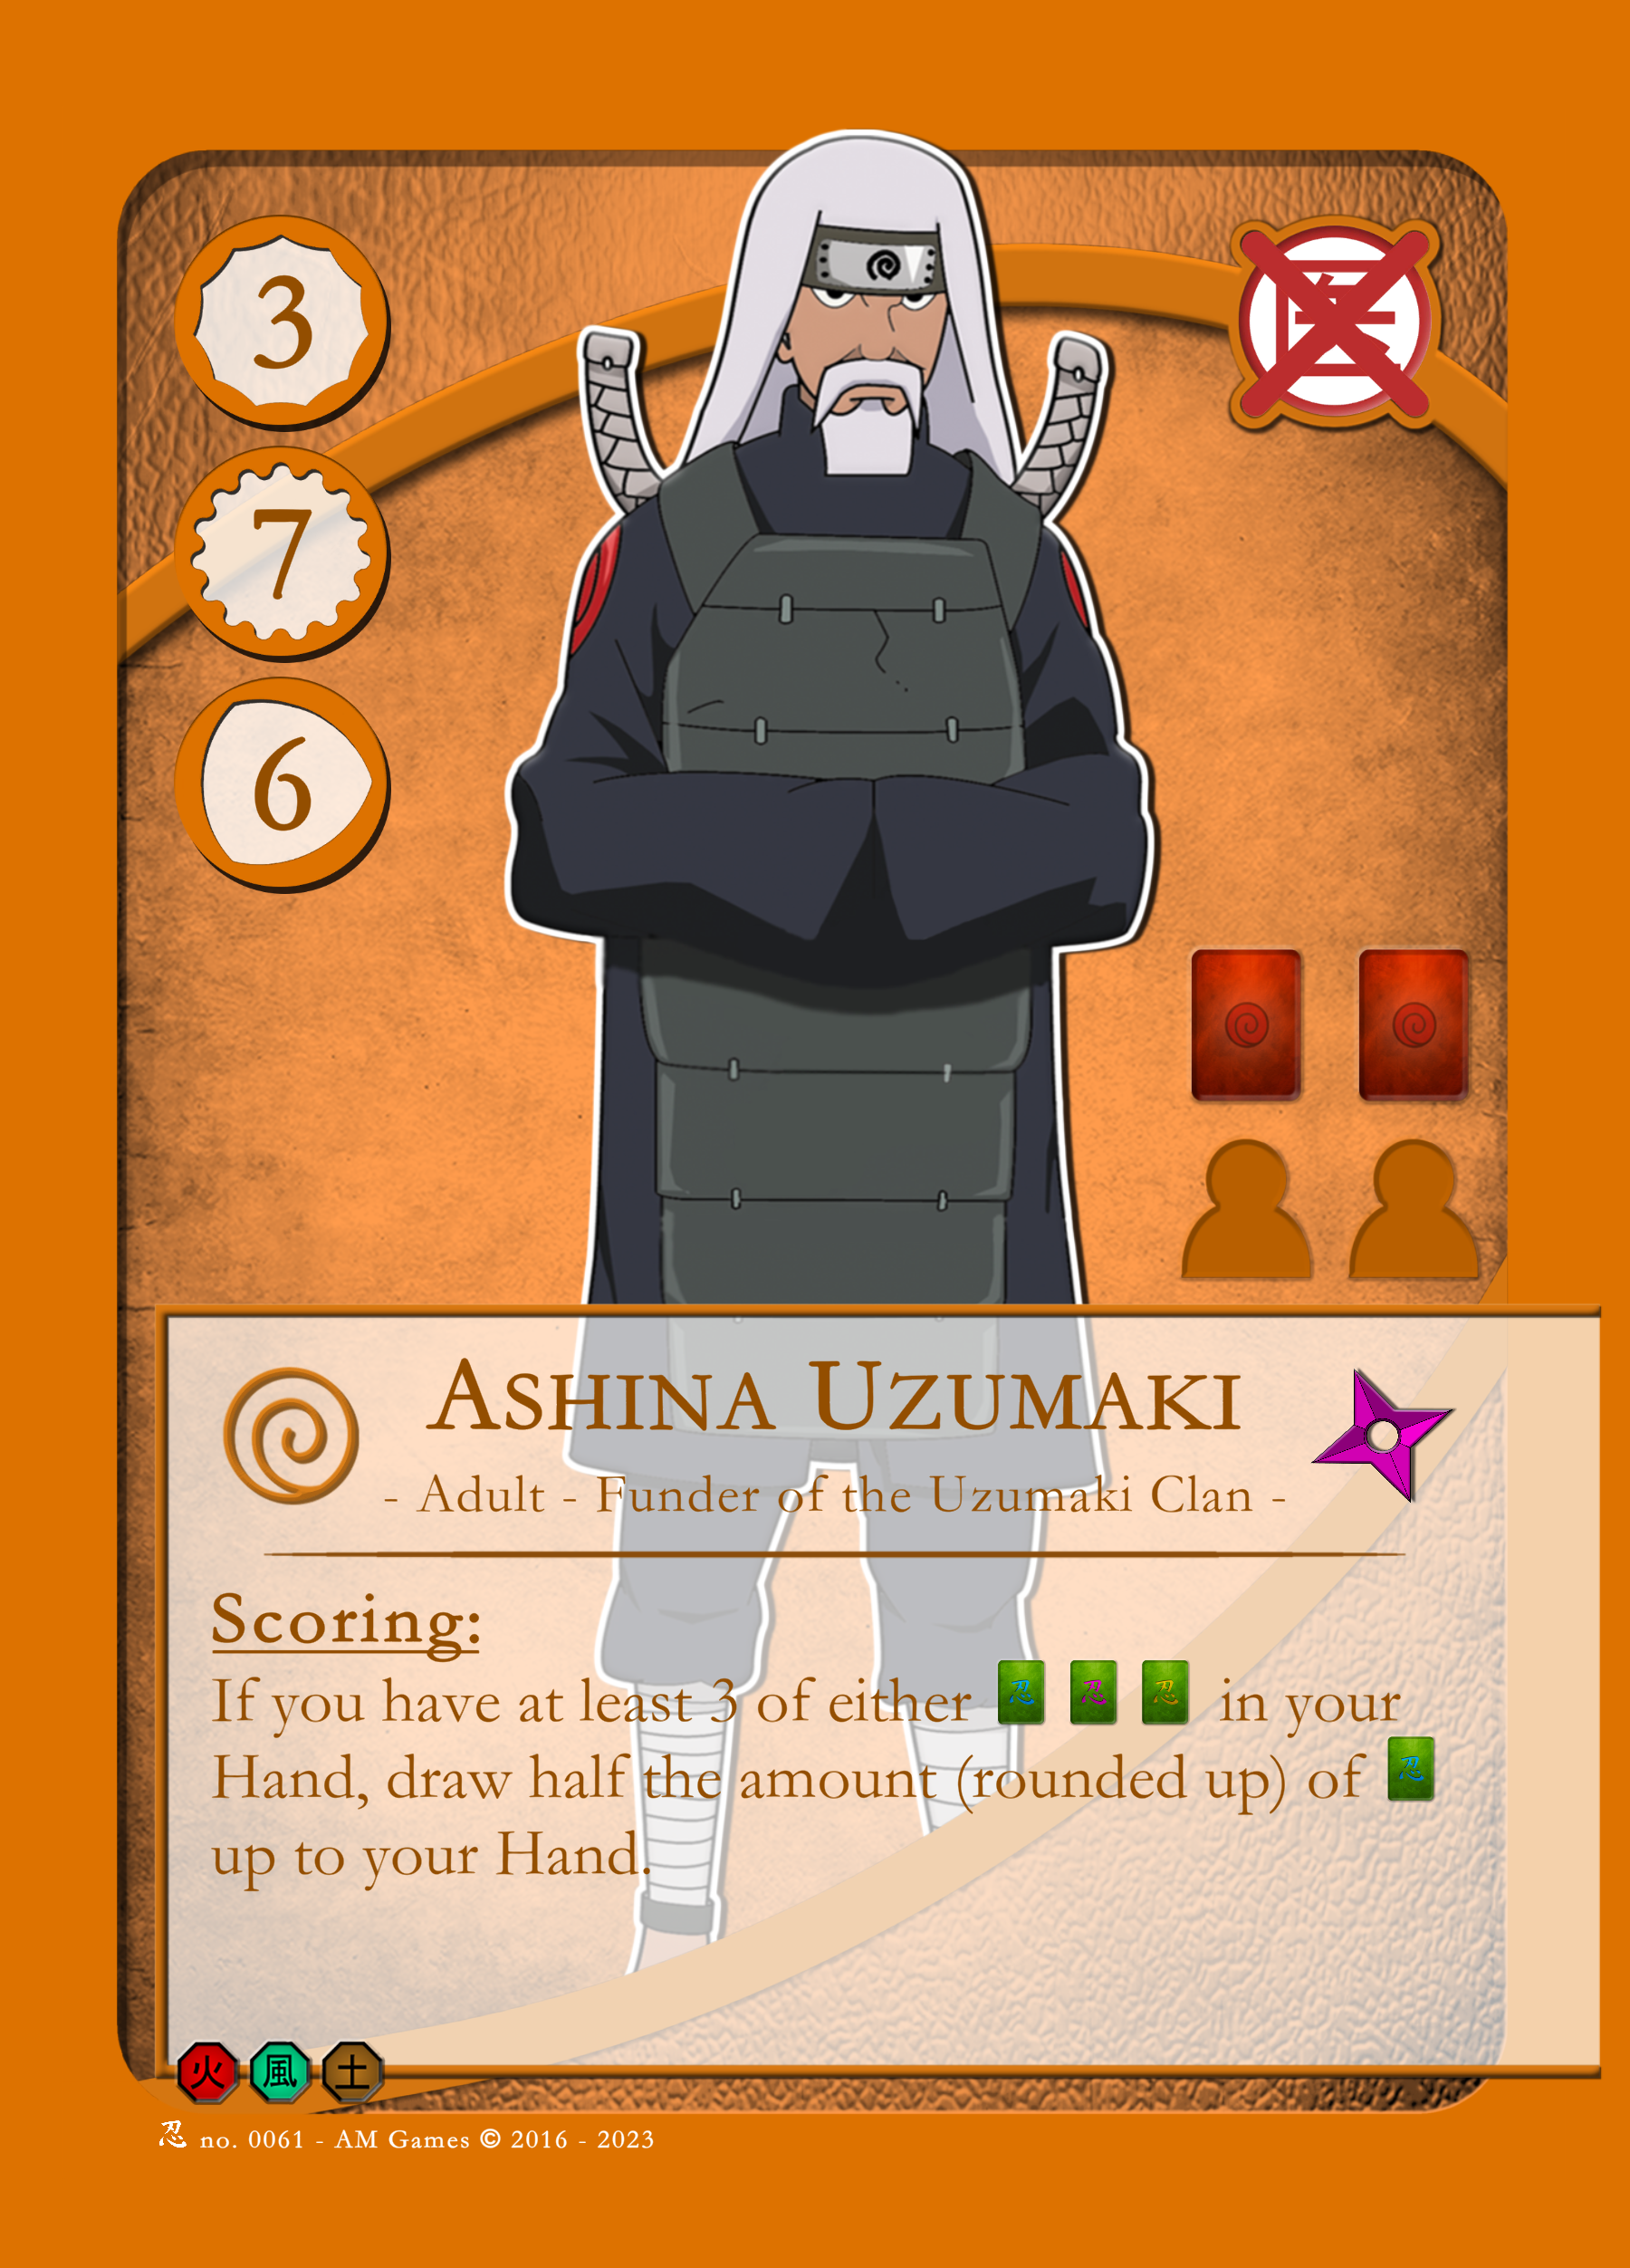 3
7
6
医
Ashina Uzumaki
- Adult - Funder of the Uzumaki Clan -
Scoring:
If you have at least 3 of either 忍 忍 忍 in your
Hand, draw half the amount (rounded up) of 忍
up to your Hand.
火 風 土
忍 no. 0061 - AM Games © 2016 - 2023